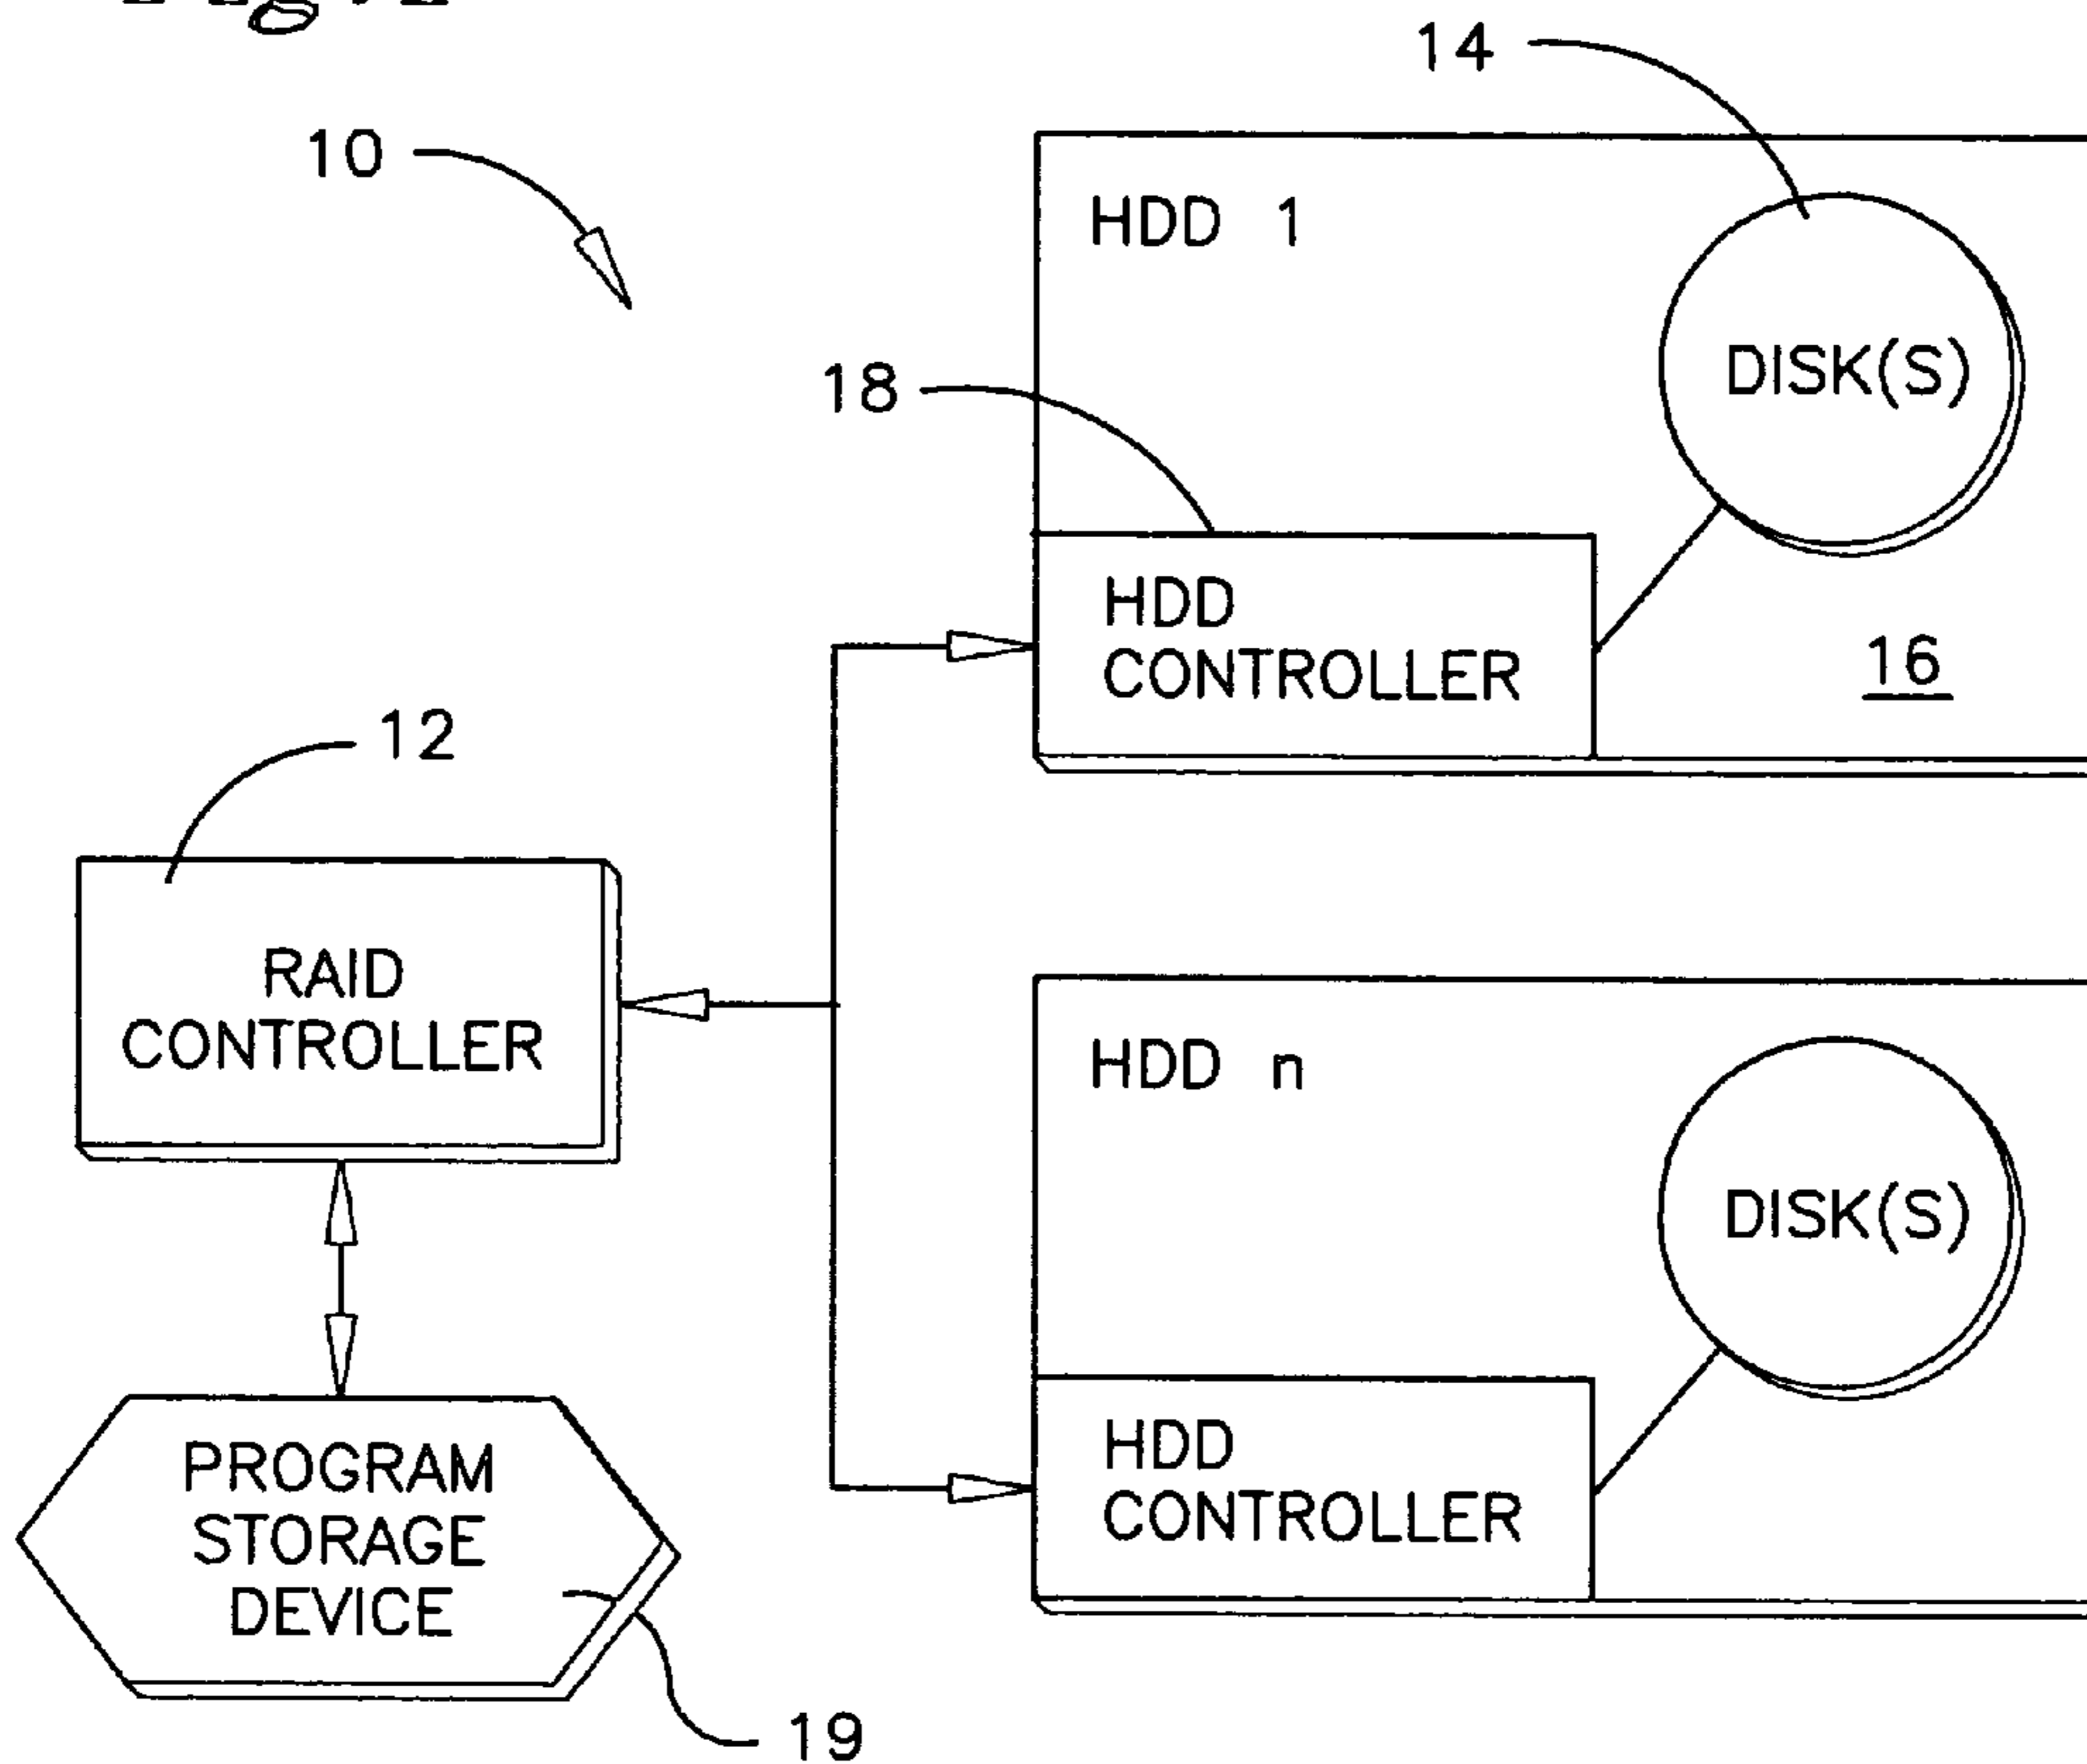 14
10
HDD 1
DISK(S)
18
HDD
CONTROLLER
16
12
RAID
CONTROLLER
HDD n
DISK(S)
HDD
CONTROLLER
PROGRAM
STORAGE
DEVICE
19